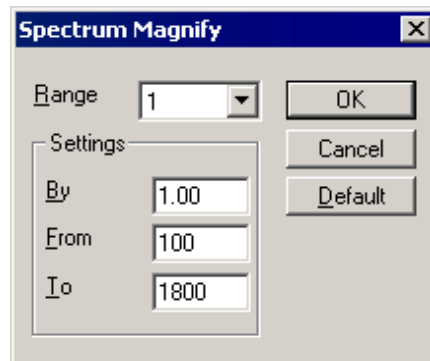 Spectrum Magnify
Range 1 OK
Settings
Cancel
By 1.00 Default
From 100
To 1800